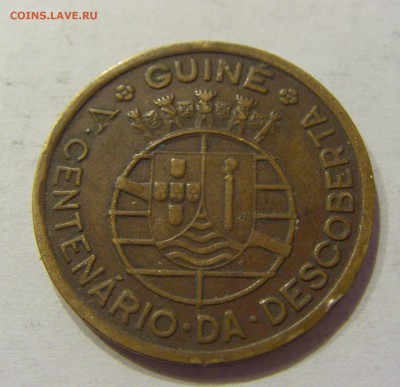 COINS.LAVE.RU
GUINÉ
V·CENTENÁRIO·DA·DESCOBERTA